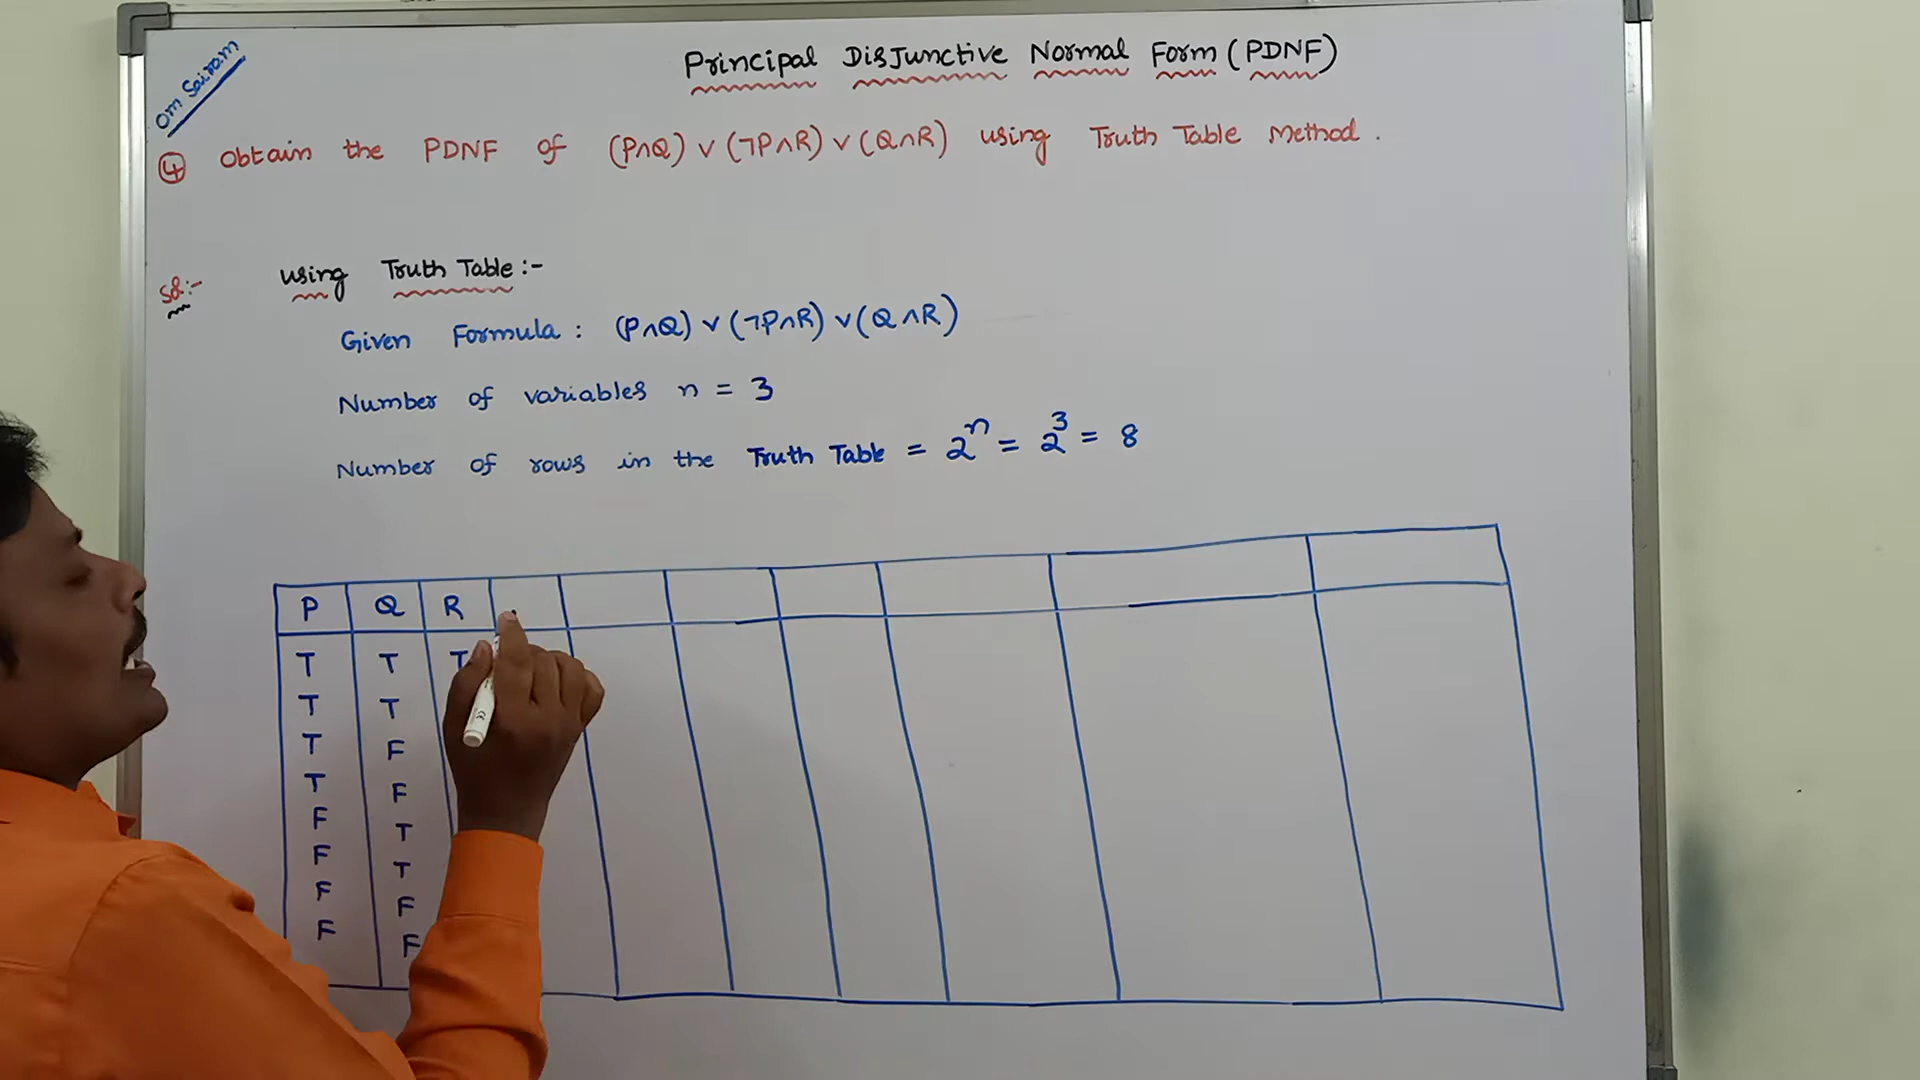 Om Sairam
Principal Disjunctive Normal Form (PDNF)
④ Obtain the PDNF of (P∧Q) ∨ (¬P∧R) ∨ (Q∧R) using Truth Table Method.
Sol:-
using Truth Table:-
Given Formula: (P∧Q) ∨ (¬P∧R) ∨ (Q∧R)
Number of variables n = 3
Number of rows in the Truth Table = 2ⁿ = 2³ = 8
P Q R
T T T
T T
T F
T F
F T
F T
F F
F F